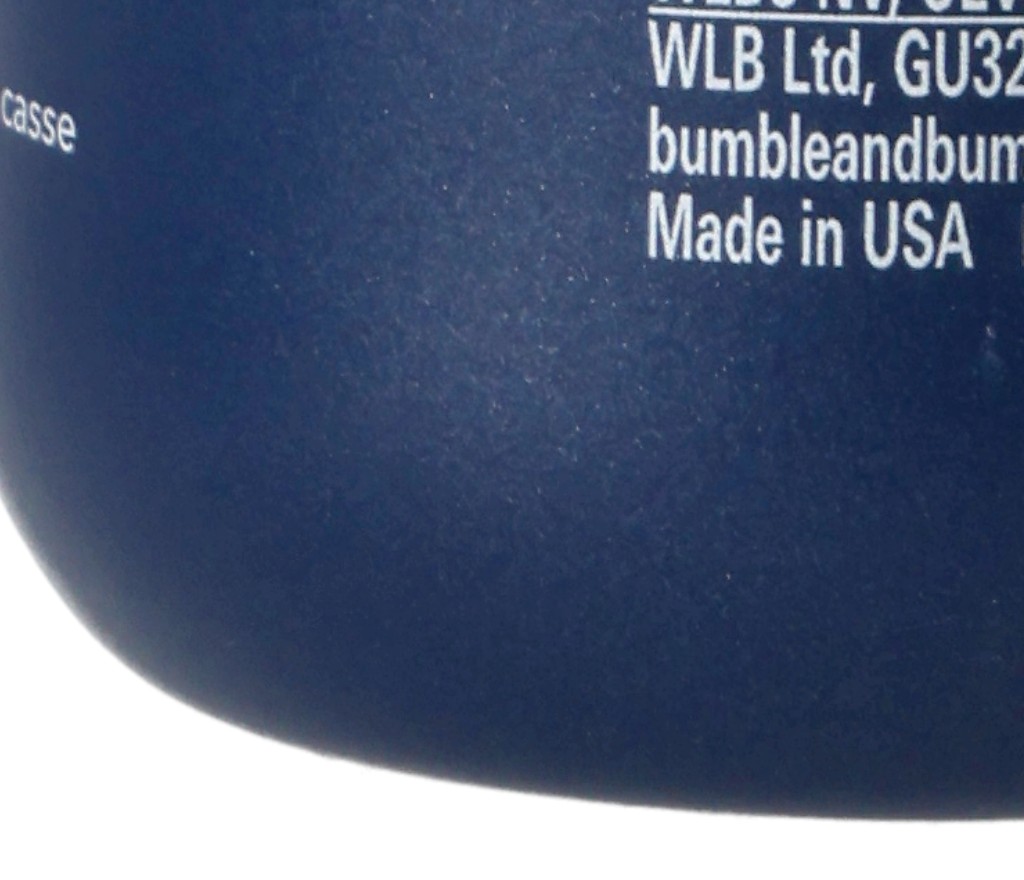 casse
WLB Ltd, GU32
bumbleandbum
Made in USA